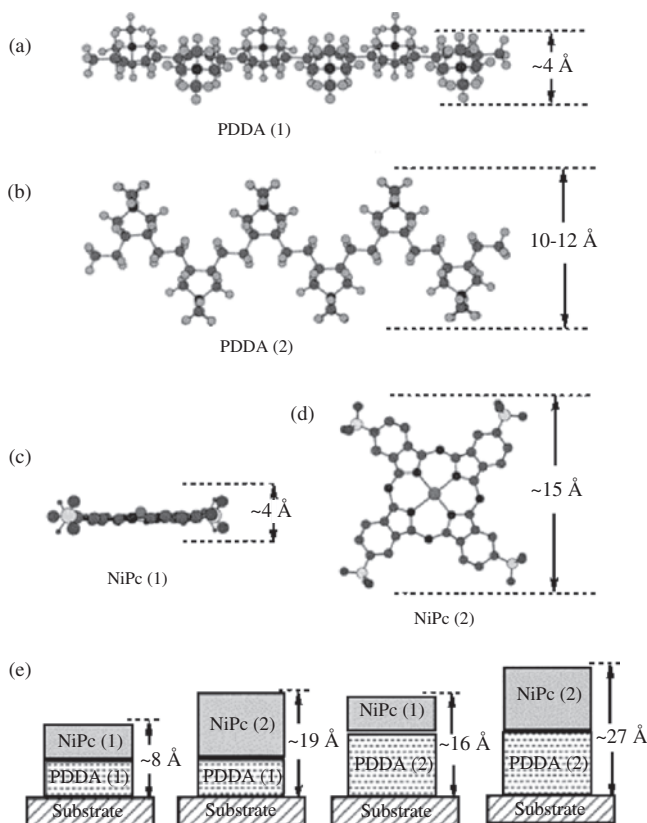 (a)
~4 Å
PDDA (1)
(b)
10-12 Å
PDDA (2)
(c)
~4 Å
NiPc (1)
(d)
~15 Å
NiPc (2)
(e)
NiPc (1)
PDDA (1)
Substrate
~8 Å
NiPc (2)
PDDA (1)
Substrate
~19 Å
NiPc (1)
PDDA (2)
Substrate
~16 Å
NiPc (2)
PDDA (2)
Substrate
~27 Å